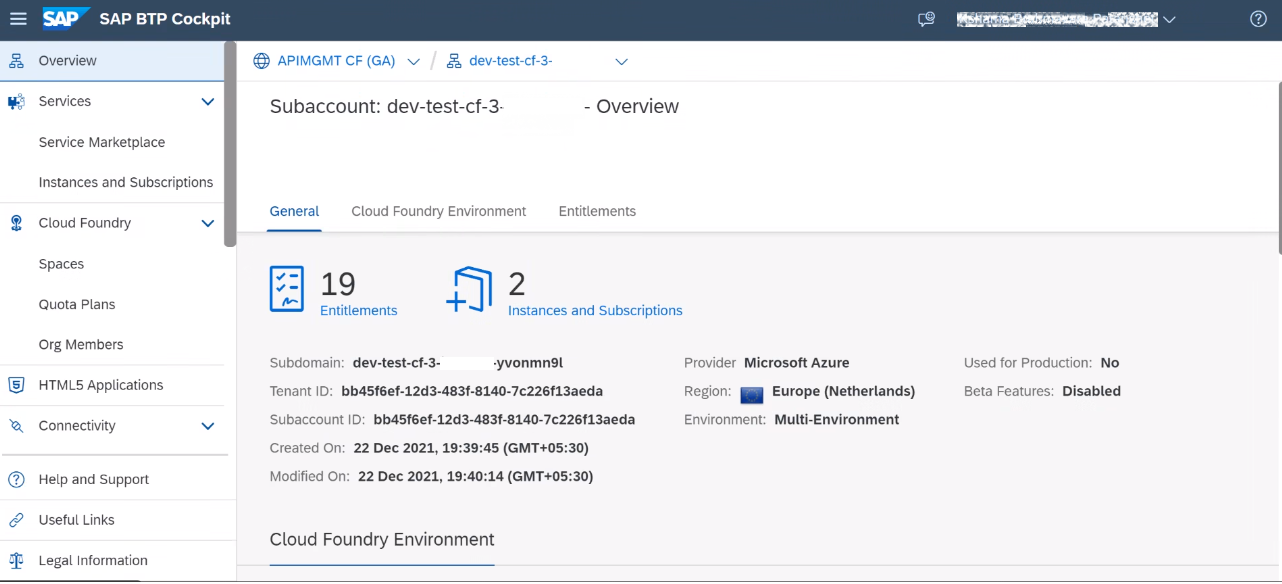 SAP SAP BTP Cockpit
Overview
Services
Service Marketplace
Instances and Subscriptions
Cloud Foundry
Spaces
Quota Plans
Org Members
HTML5 Applications
Connectivity
Help and Support
Useful Links
Legal Information
APIMGMT CF (GA) / dev-test-cf-3-
Subaccount: dev-test-cf-3- - Overview
General Cloud Foundry Environment Entitlements
19 Entitlements
2 Instances and Subscriptions
Subdomain: dev-test-cf-3- -yvonmn9l
Tenant ID: bb45f6ef-12d3-483f-8140-7c226f13aeda
Subaccount ID: bb45f6ef-12d3-483f-8140-7c226f13aeda
Created On: 22 Dec 2021, 19:39:45 (GMT+05:30)
Modified On: 22 Dec 2021, 19:40:14 (GMT+05:30)
Provider Microsoft Azure
Region: Europe (Netherlands)
Environment: Multi-Environment
Used for Production: No
Beta Features: Disabled
Cloud Foundry Environment